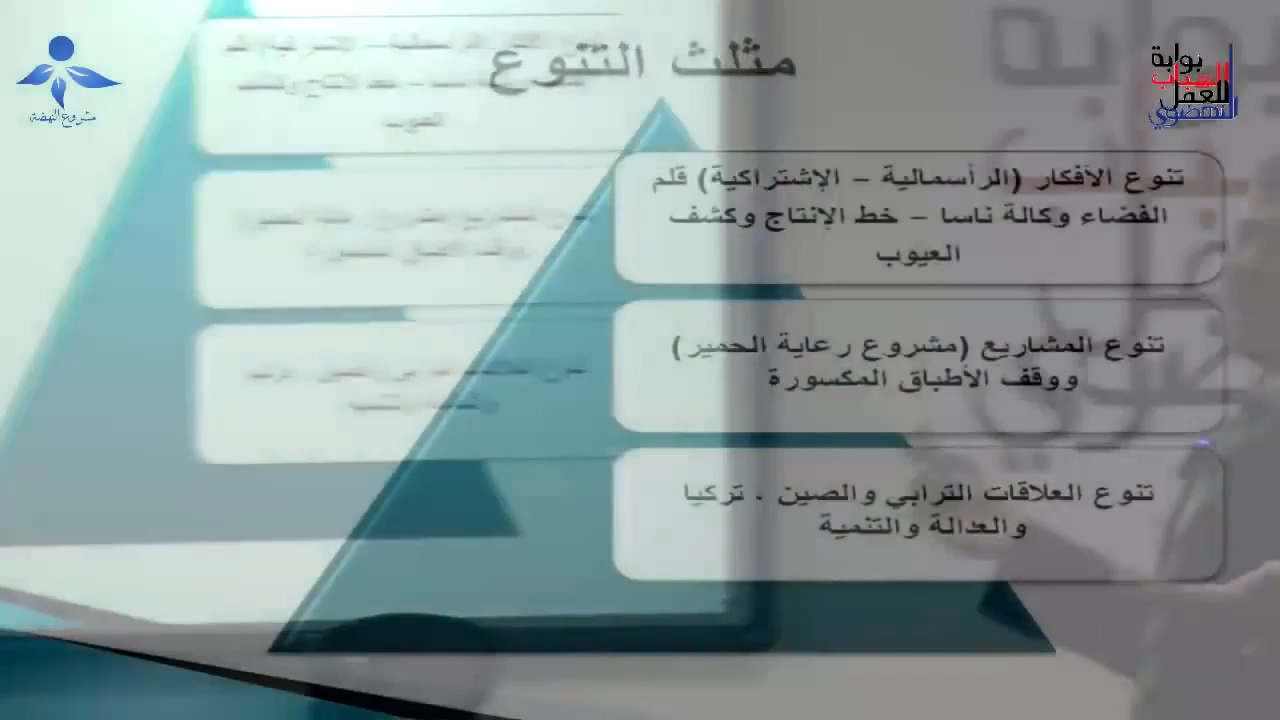 مثلث التنوع
تنوع الأفكار (الرأسمالية – الإشتراكية) قلم
الفضاء وكالة ناسا – خط الإنتاج وكشف
العيوب
تنوع المشاريع (مشروع رعاية الحمير)
ووقف الأطباق المكسورة
تنوع العلاقات الترابي والصين . تركيا
والعدالة والتنمية
مشروع النهضة
بوابة
الشباب
للعمل
النهضوي